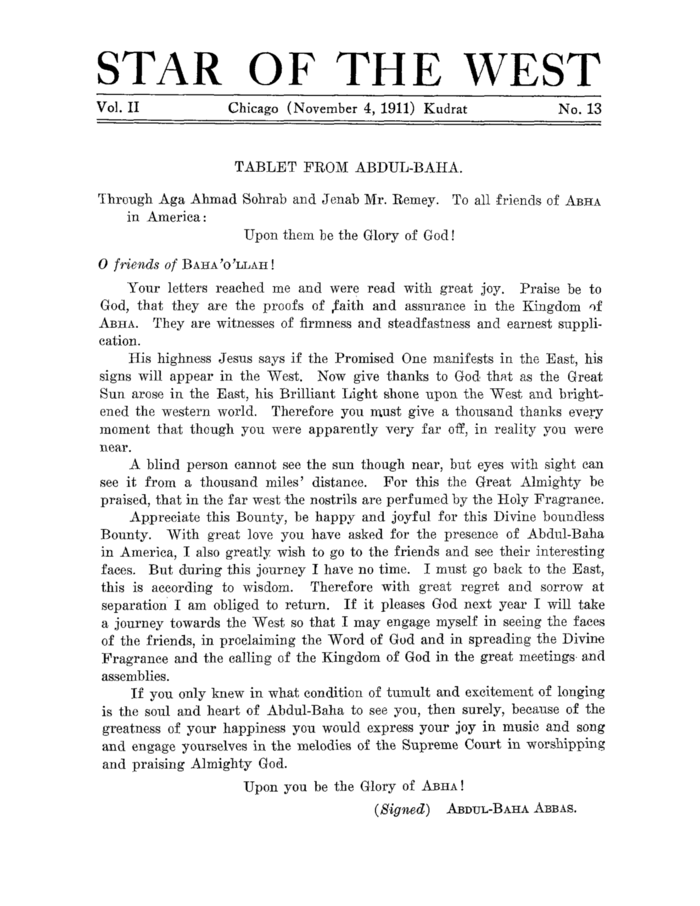 STAR OF THE WEST
Vol. II Chicago (November 4, 1911) Kudrat No. 13
TABLET FROM ABDUL-BAHA.
Through Aga Ahmad Sohrab and Jenab Mr. Remey. To all friends of ABHA
in America:
Upon them be the Glory of God!
O friends of BAHA'O'LLAH!
Your letters reached me and were read with great joy. Praise be to
God, that they are the proofs of faith and assurance in the Kingdom of
ABHA. They are witnesses of firmness and steadfastness and earnest suppli-
cation.
His highness Jesus says if the Promised One manifests in the East, his
signs will appear in the West. Now give thanks to God that as the Great
Sun arose in the East, his Brilliant Light shone upon the West and bright-
ened the western world. Therefore you must give a thousand thanks every
moment that though you were apparently very far off, in reality you were
near.
A blind person cannot see the sun though near, but eyes with sight can
see it from a thousand miles' distance. For this the Great Almighty be
praised, that in the far west the nostrils are perfumed by the Holy Fragrance.
Appreciate this Bounty, be happy and joyful for this Divine boundless
Bounty. With great love you have asked for the presence of Abdul-Baha
in America, I also greatly wish to go to the friends and see their interesting
faces. But during this journey I have no time. I must go back to the East,
this is according to wisdom. Therefore with great regret and sorrow at
separation I am obliged to return. If it pleases God next year I will take
a journey towards the West so that I may engage myself in seeing the faces
of the friends, in proclaiming the Word of God and in spreading the Divine
Fragrance and the calling of the Kingdom of God in the great meetings and
assemblies.
If you only knew in what condition of tumult and excitement of longing
is the soul and heart of Abdul-Baha to see you, then surely, because of the
greatness of your happiness you would express your joy in music and song
and engage yourselves in the melodies of the Supreme Court in worshipping
and praising Almighty God.
Upon you be the Glory of ABHA!
(Signed) ABDUL-BAHA ABBAS.